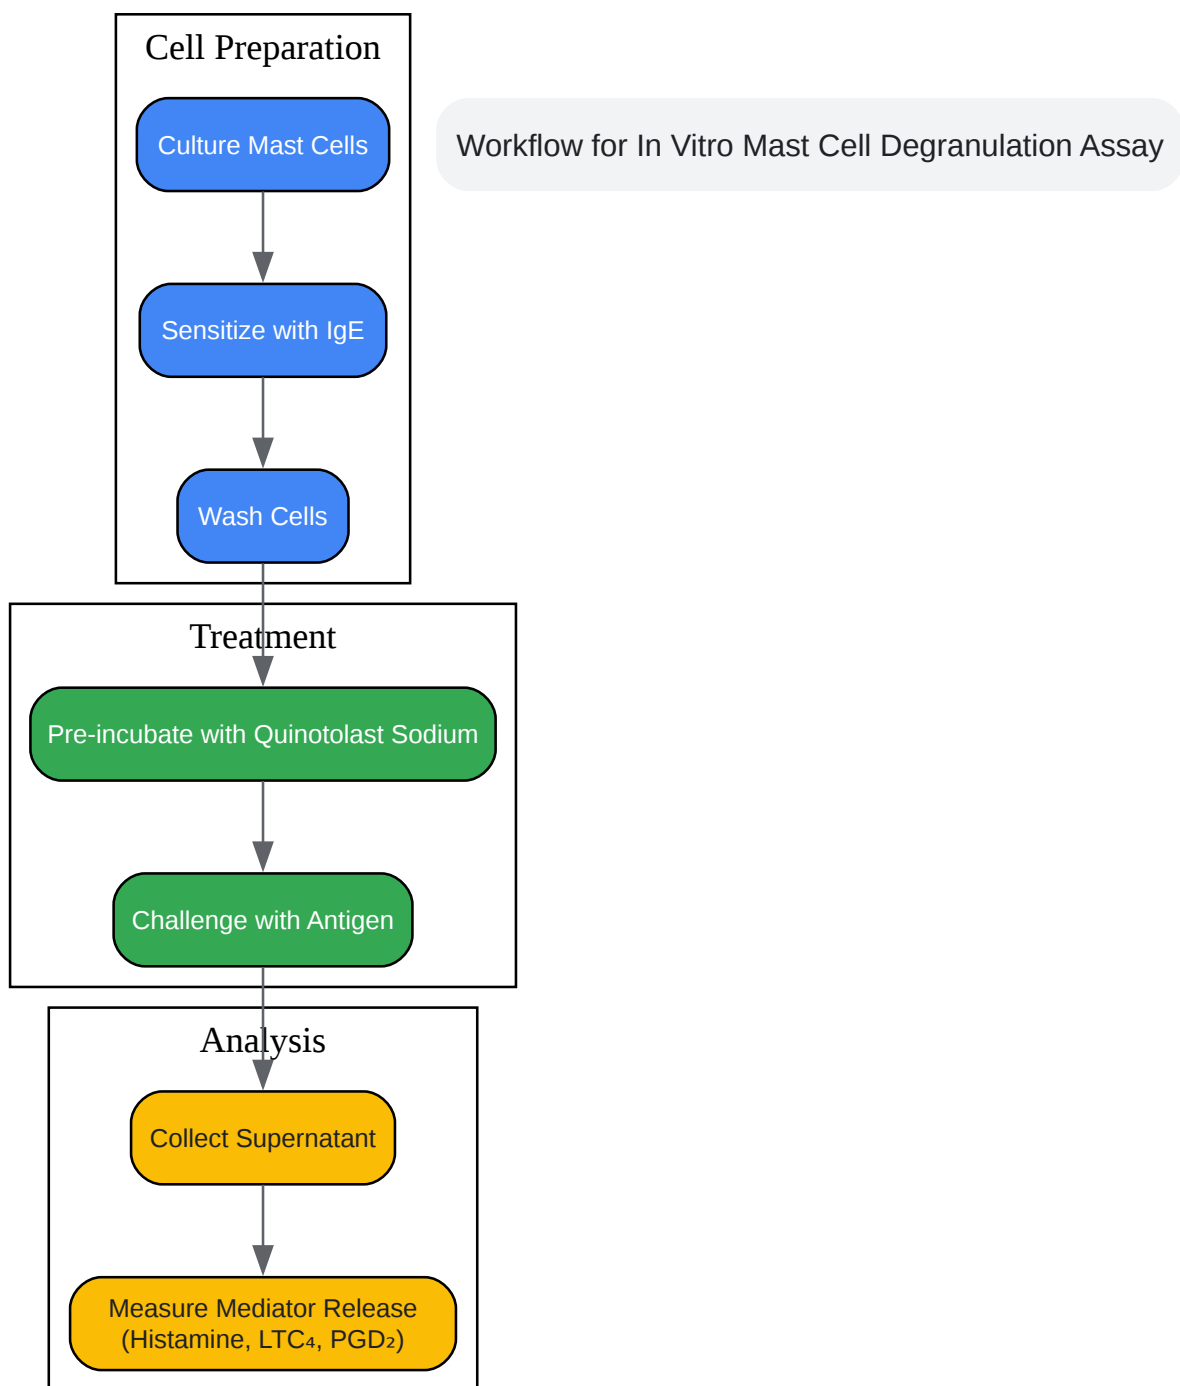 Cell Preparation
Culture Mast Cells
Workflow for In Vitro Mast Cell Degranulation Assay
Sensitize with IgE
Wash Cells
Treatment
Pre-incubate with Quinotolast Sodium
Challenge with Antigen
Analysis
Collect Supernatant
Measure Mediator Release
(Histamine, LTC₄, PGD₂)